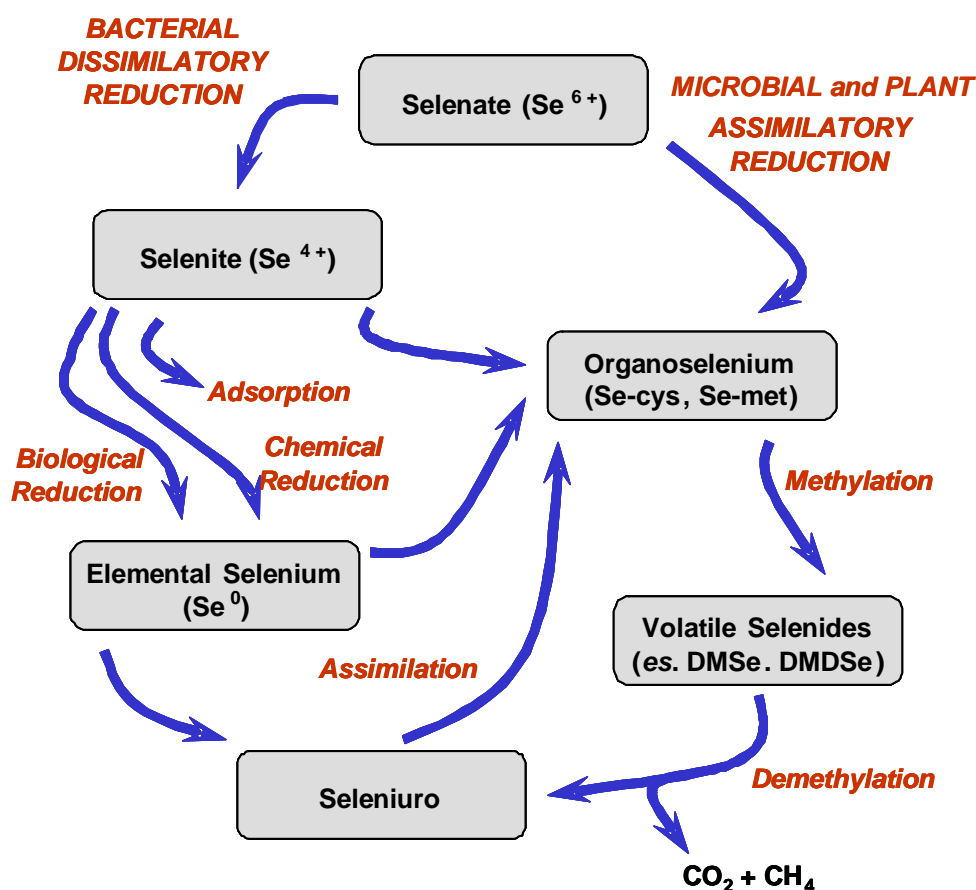 BACTERIAL
DISSIMILATORY
REDUCTION
Selenate (Se 6+)
MICROBIAL and PLANT
ASSIMILATORY
REDUCTION
Selenite (Se 4+)
Organoselenium
(Se-cys, Se-met)
Adsorption
Biological
Reduction
Chemical
Reduction
Methylation
Elemental Selenium
(Se 0)
Volatile Selenides
(es. DMSe. DMDSe)
Assimilation
Seleniuro
Demethylation
CO2 + CH4